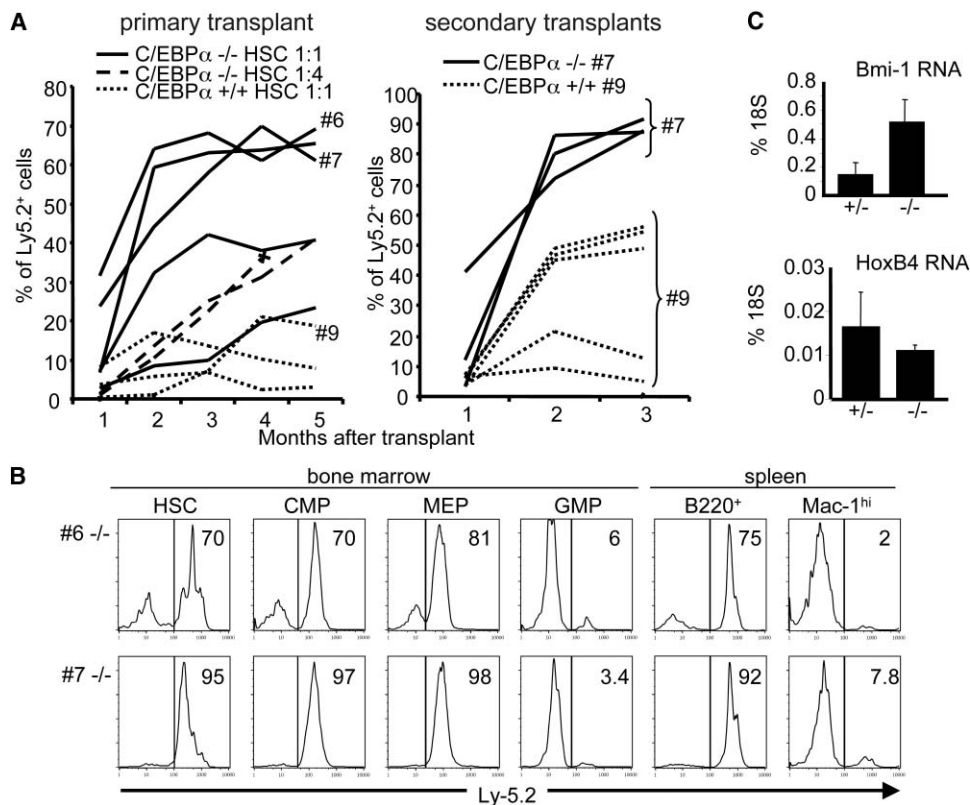 A
primary transplant
C/EBPα -/- HSC 1:1
C/EBPα -/- HSC 1:4
C/EBPα +/+ HSC 1:1
% of Ly5.2+ cells
80
70
60
50
40
30
20
10
0
#6
#7
#9
1 2 3 4 5
secondary transplants
C/EBPα -/- #7
C/EBPα +/+ #9
% of Ly5.2+ cells
100
90
80
70
60
50
40
30
20
10
0
#7
#9
1 2 3
Months after transplant
C
Bmi-1 RNA
% 18S
0.8
0.6
0.4
0.2
0
+/- -/-
HoxB4 RNA
% 18S
0.03
0.02
0.01
0
+/- -/-
B
bone marrow spleen
HSC CMP MEP GMP B220+ Mac-1hi
#6 -/- 70 70 81 6 75 2
#7 -/- 95 97 98 3.4 92 7.8
Ly-5.2